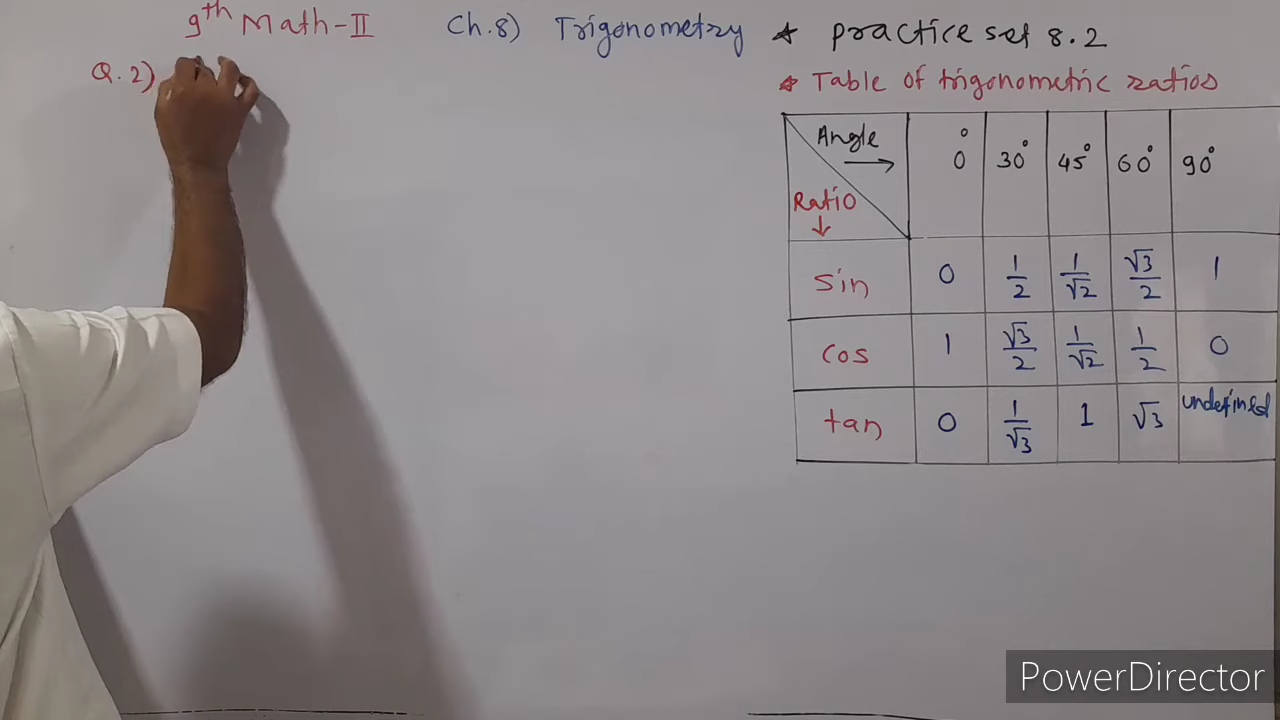 9th Math-II Ch.8) Trigonometry * practice set 8.2
Q.2)
* Table of trigonometric ratios
Angle → 0° 30° 45° 60° 90°
Ratio ↓
sin 0 1/2 1/√2 √3/2 1
cos 1 √3/2 1/√2 1/2 0
tan 0 1/√3 1 √3 undefined
PowerDirector